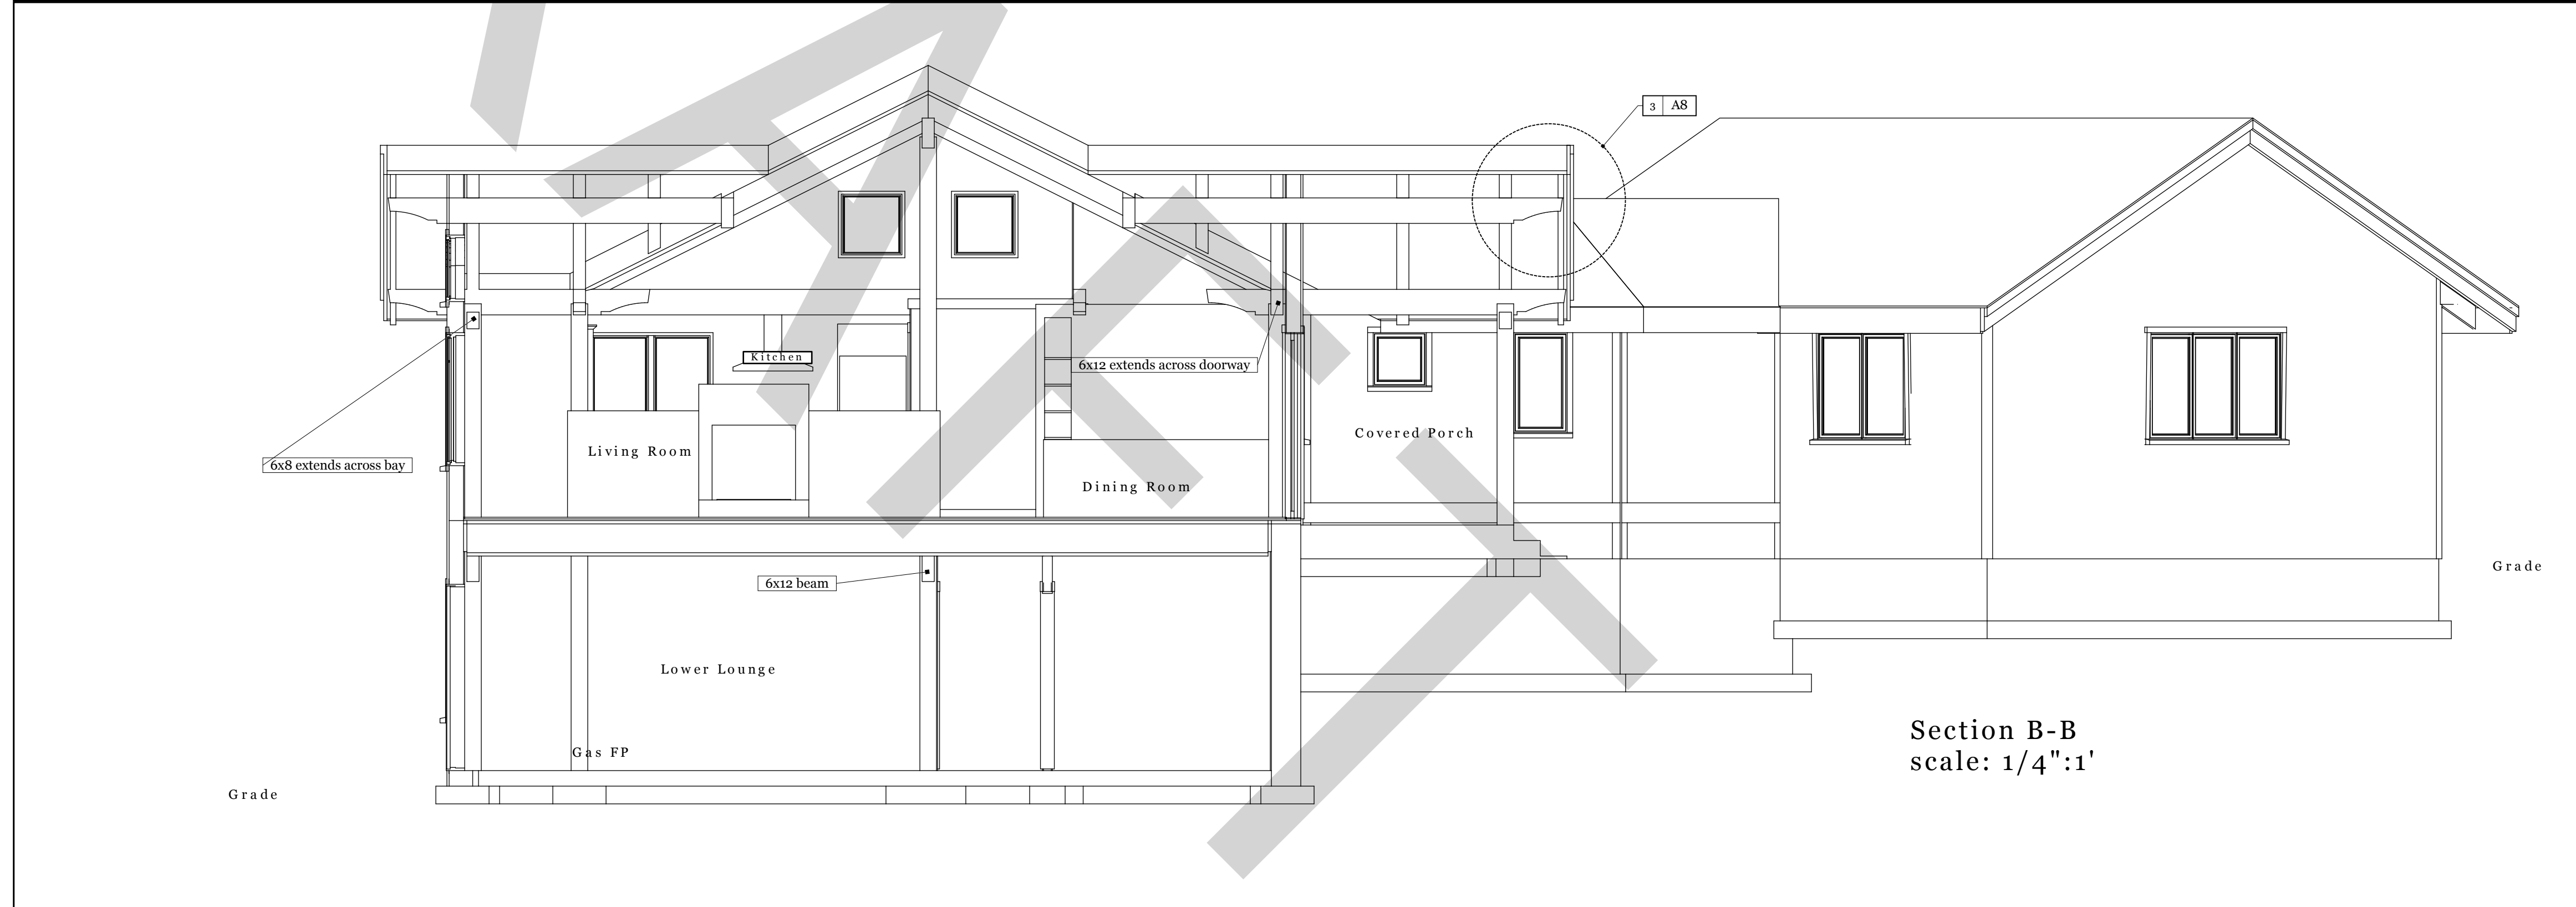 3 A8
Kitchen
6x12 extends across doorway
Covered Porch
Living Room
6x8 extends across bay
Dining Room
Grade
6x12 beam
Lower Lounge
Section B-B
scale: 1/4":1'
Gas FP
Grade